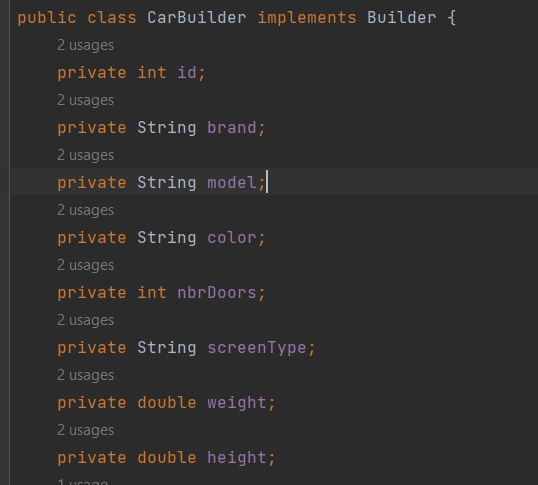 public class CarBuilder implements Builder {
2 usages
private int id;
2 usages
private String brand;
2 usages
private String model;
2 usages
private String color;
2 usages
private int nbrDoors;
2 usages
private String screenType;
2 usages
private double weight;
2 usages
private double height;
1 usage